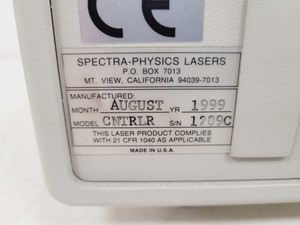 CE
SPECTRA-PHYSICS LASERS
P.O. BOX 7013
MT. VIEW, CALIFORNIA 94039-7013
MANUFACTURED:
MONTH AUGUST YR 1999
MODEL CNTRLR S/N 1209C
THIS LASER PRODUCT COMPLIES
WITH 21 CFR 1040 AS APPLICABLE
MADE IN U.S.A.